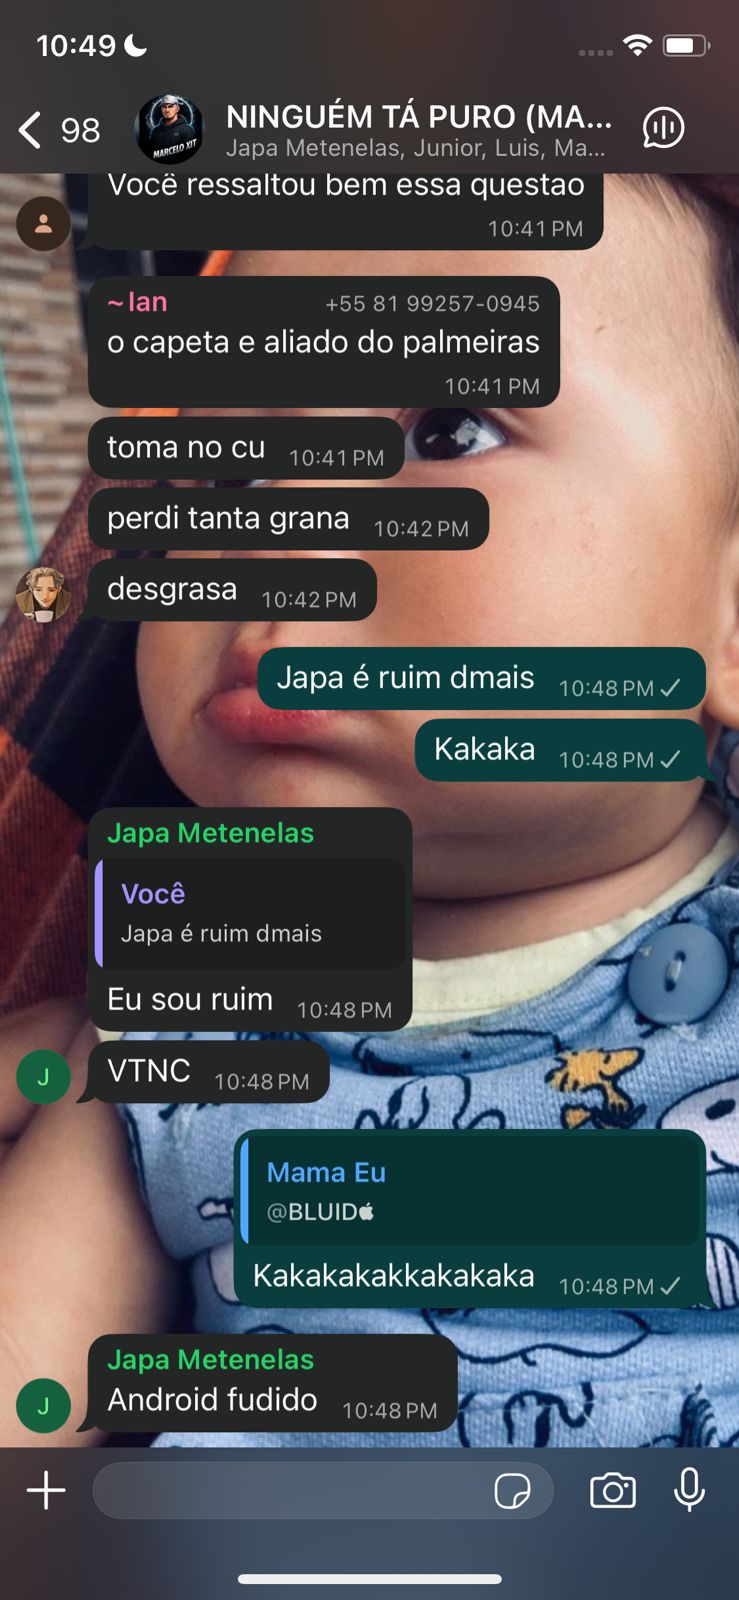 10:49
98
NINGUÉM TÁ PURO (MA...
Japa Metenelas, Junior, Luis, Ma...
MARCELO XIT
Você ressaltou bem essa questao
10:41 PM
~Ian +55 81 99257-0945
o capeta e aliado do palmeiras
10:41 PM
toma no cu 10:41 PM
perdi tanta grana 10:42 PM
desgrasa 10:42 PM
Japa é ruim dmais 10:48 PM
Kakaka 10:48 PM
Japa Metenelas
Você
Japa é ruim dmais
Eu sou ruim 10:48 PM
J
VTNC 10:48 PM
Mama Eu
@BLUID
Kakakakakkakakaka 10:48 PM
Japa Metenelas
J
Android fudido 10:48 PM